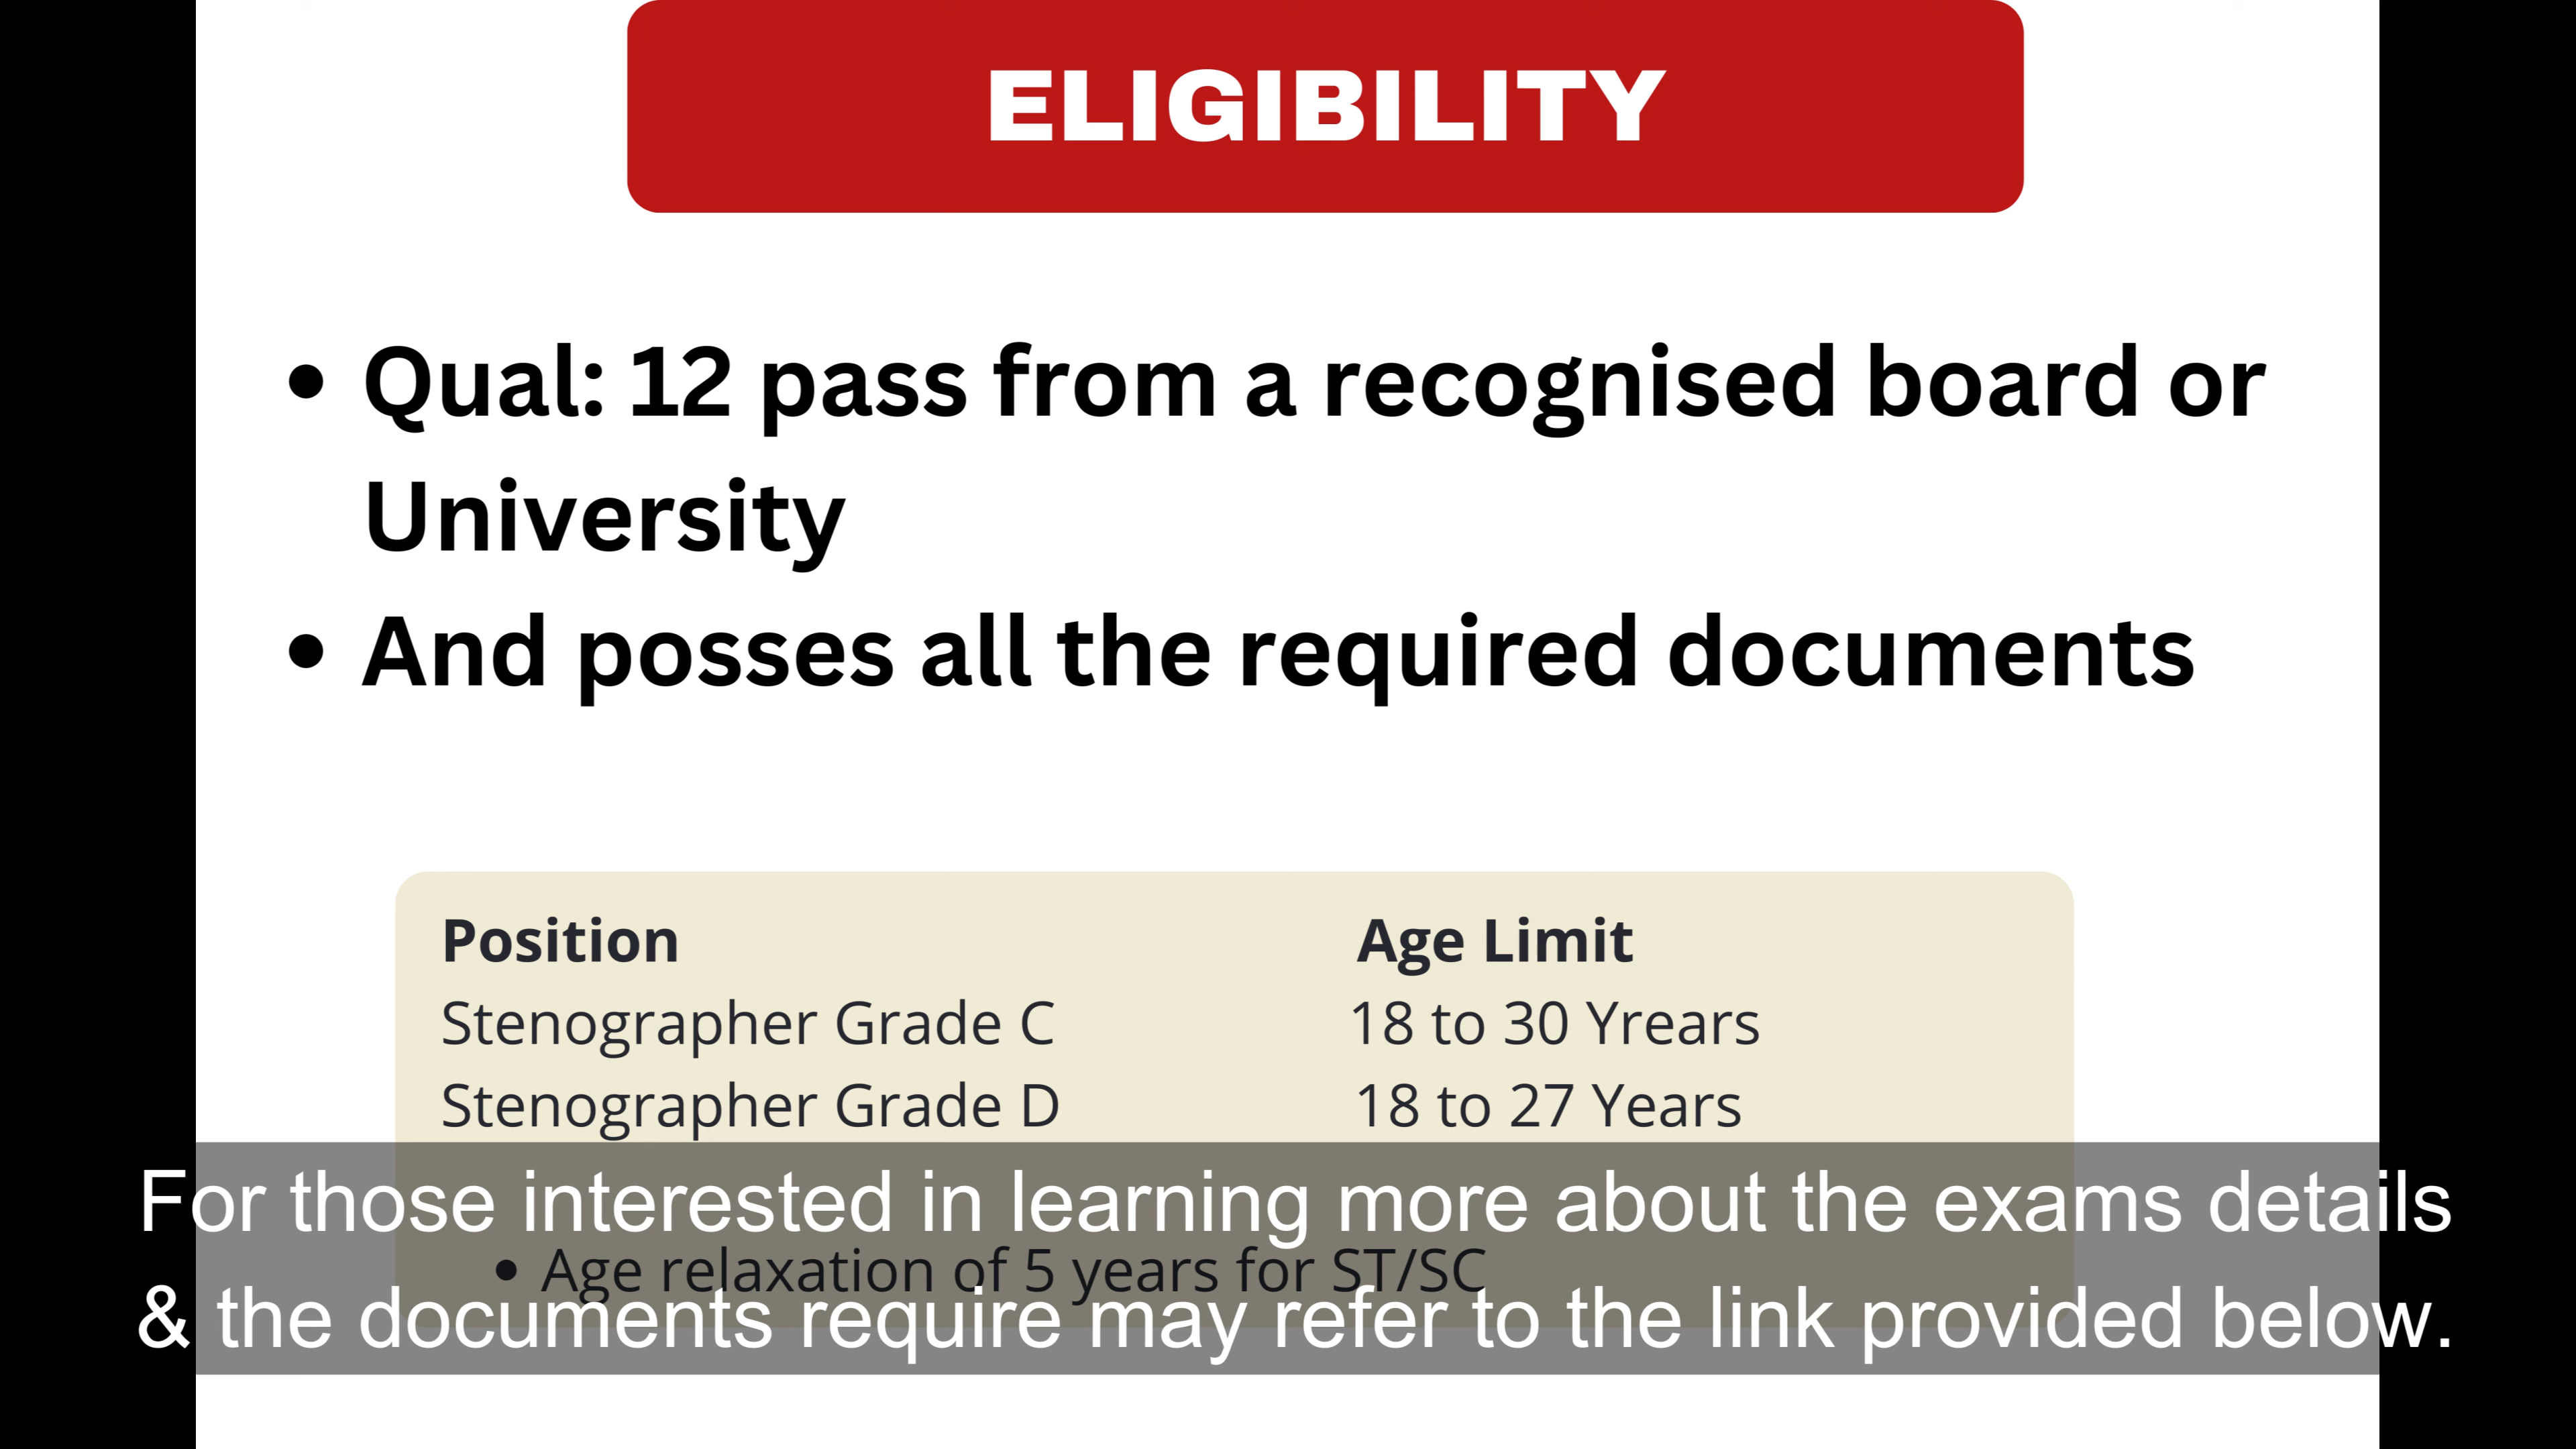 ELIGIBILITY
• Qual: 12 pass from a recognised board or
University
• And posses all the required documents
Position Age Limit
Stenographer Grade C 18 to 30 Yrears
Stenographer Grade D 18 to 27 Years
• Age relaxation of 5 years for ST/SC
For those interested in learning more about the exams details
& the documents require may refer to the link provided below.